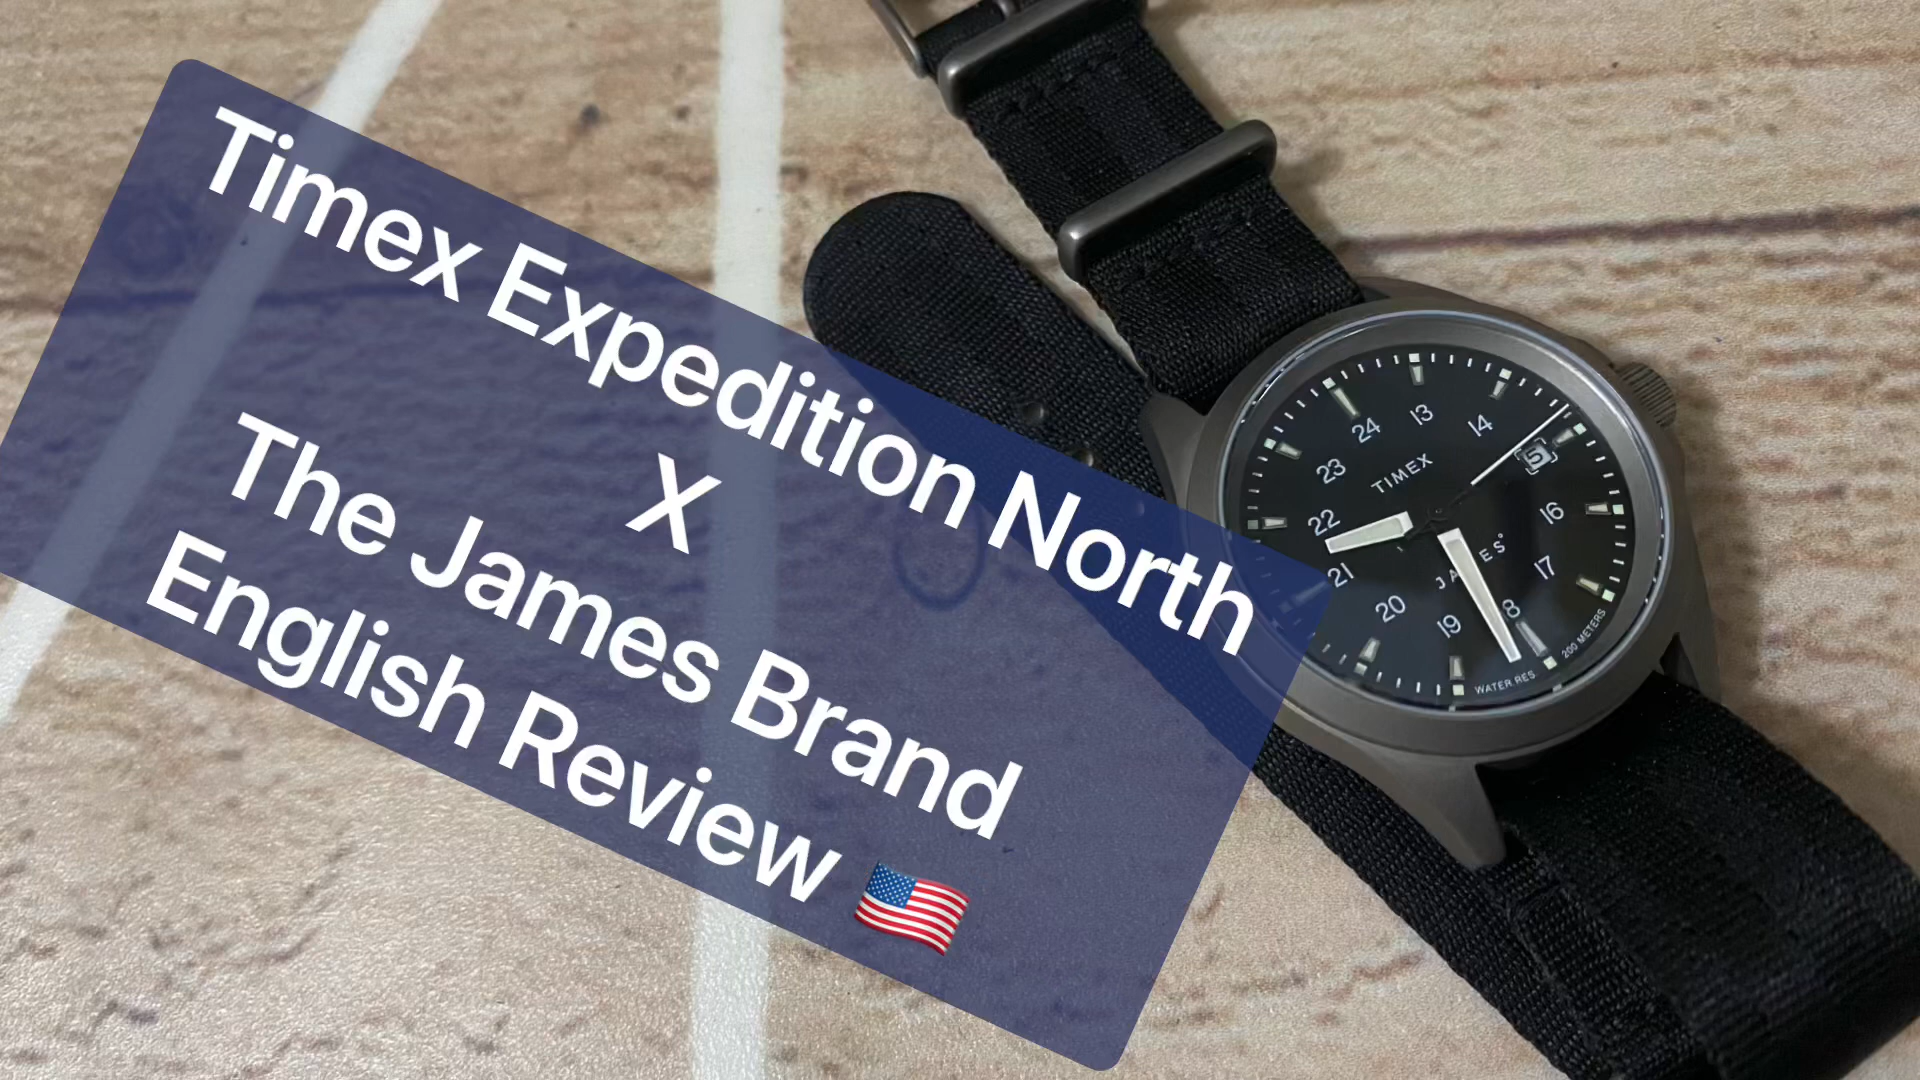 Timex Expedition North
X
The James Brand
English Review 🇺🇸
24
13
14
23
TIMEX
5
22
16
21
JAMES
17
20
19
18
WATER RES.
200 METERS